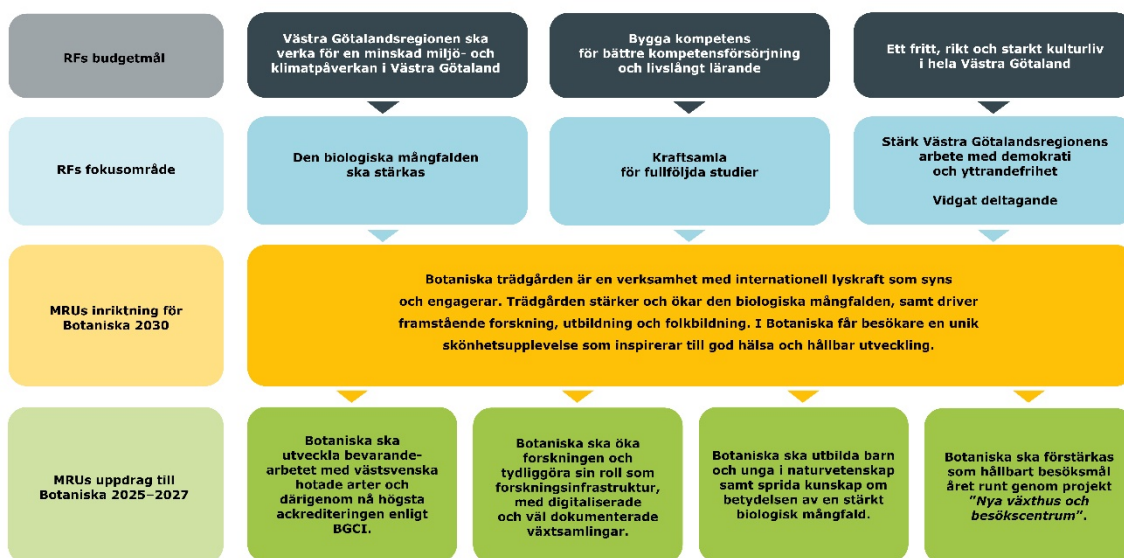 RFs budgetmål
Västra Götalandsregionen ska
verka för en minskad miljö- och
klimatpåverkan i Västra Götaland
Bygga kompetens
för bättre kompetensförsörjning
och livslångt lärande
Ett fritt, rikt och starkt kulturliv
i hela Västra Götaland
RFs fokusområde
Den biologiska mångfalden
ska stärkas
Kraftsamla
för fullföljda studier
Stärk Västra Götalandsregionens
arbete med demokrati
och yttrandefrihet
Vidgat deltagande
MRUs inriktning för
Botaniska 2030
Botaniska trädgården är en verksamhet med internationell lyskraft som syns
och engagerar. Trädgården stärker och ökar den biologiska mångfalden, samt driver
framstående forskning, utbildning och folkbildning. I Botaniska får besökare en unik
skönhetsupplevelse som inspirerar till god hälsa och hållbar utveckling.
MRUs uppdrag till
Botaniska 2025–2027
Botaniska ska
utveckla bevarande-
arbetet med västsvenska
hotade arter och
därigenom nå högsta
ackrediteringen enligt
BGCI.
Botaniska ska öka
forskningen och
tydliggöra sin roll som
forskningsinfrastruktur,
med digitaliserade
och väl dokumenterade
växtsamlingar.
Botaniska ska utbilda barn
och unga i naturvetenskap
samt sprida kunskap om
betydelsen av en stärkt
biologisk mångfald.
Botaniska ska förstärkas
som hållbart besöksmål
året runt genom projekt
"Nya växthus och
besökscentrum".